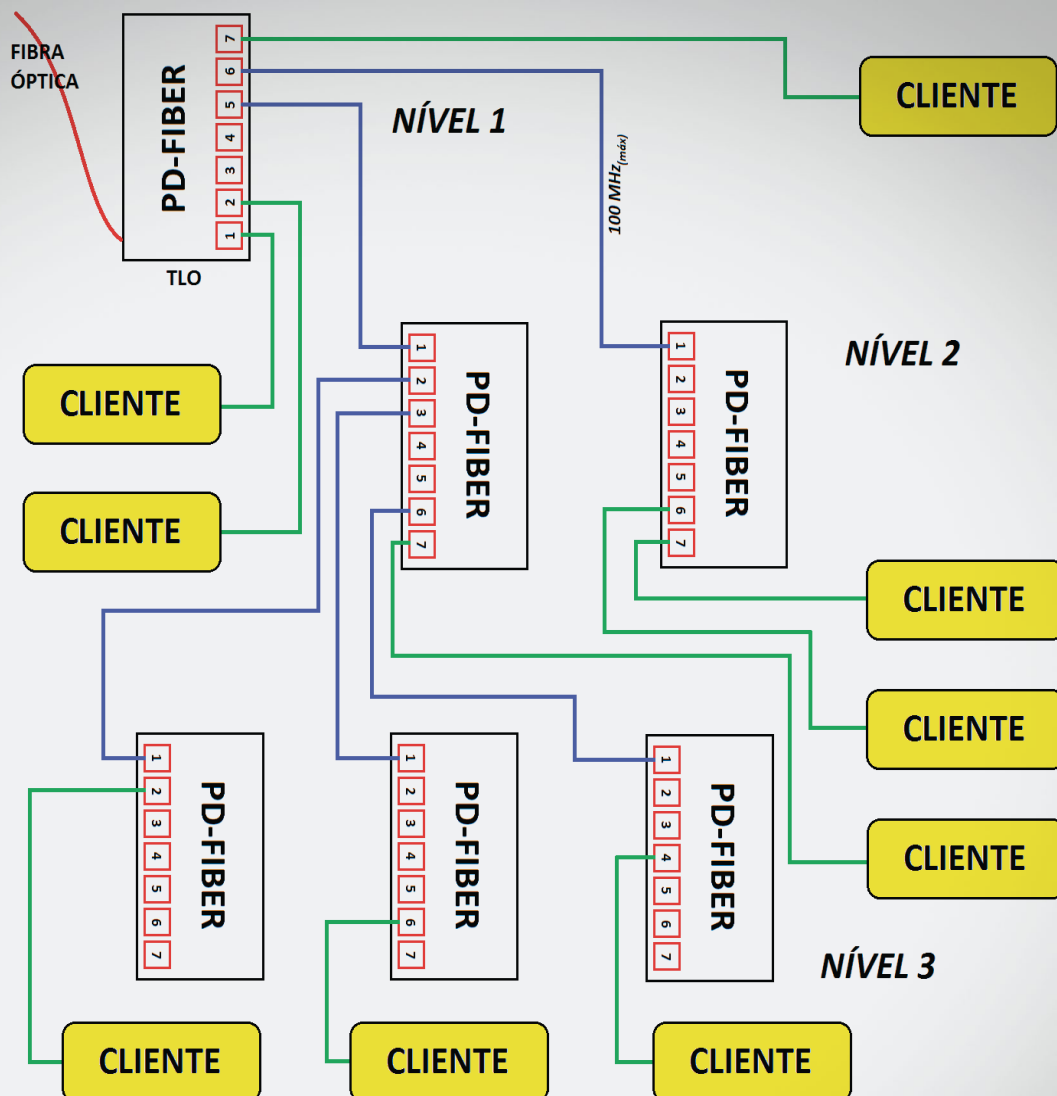 FIBRA
ÓPTICA
PD-FIBER
7
6
5
4
3
2
1
TLO
NÍVEL 1
100 MHz(máx)
CLIENTE
CLIENTE
CLIENTE
1
2
3
4
5
6
7
PD-FIBER
1
2
3
4
5
6
7
PD-FIBER
NÍVEL 2
CLIENTE
CLIENTE
CLIENTE
1
2
3
4
5
6
7
PD-FIBER
1
2
3
4
5
6
7
PD-FIBER
1
2
3
4
5
6
7
PD-FIBER
NÍVEL 3
CLIENTE
CLIENTE
CLIENTE